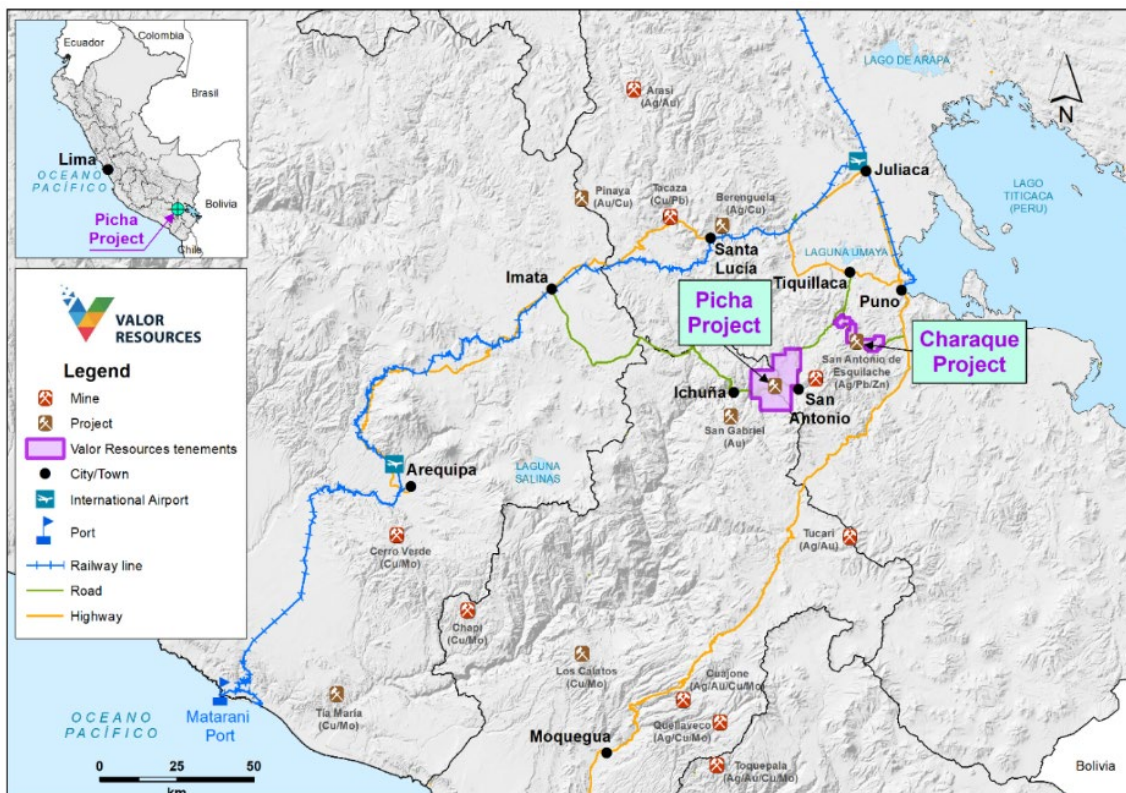 Ecuador
Colombia
Brasil
Lima
OCEANO
PACÍFICO
Bolivia
Picha
Project
Chile
VALOR
RESOURCES
Legend
Mine
Project
Valor Resources tenements
City/Town
International Airport
Port
Railway line
Road
Highway
LAGO DE ARAPA
Arasi
(Ag/Au)
Juliaca
LAGO
TITICACA
(PERU)
Pinaya
(Au/Cu)
Tacaza
(Cu/Pb)
Berenguela
(Ag/Cu)
Santa
Lucía
LAGUNA UMAYA
Imata
Tiquillaca
Puno
Picha
Project
Charaque
Project
San Antonio de
Esquilache
(Ag/Pb/Zn)
Ichuña
San
Antonio
San Gabriel
(Au)
Arequipa
LAGUNA
SALINAS
Cerro Verde
(Cu/Mo)
Tucari
(Ag/Au)
Chapi
(Cu/Mo)
Los Calatos
(Cu/Mo)
Cuajone
(Ag/Au/Cu/Mo)
Tia Maria
(Cu/Mo)
Quellaveco
(Ag/Cu/Mo)
OCEANO
PACÍFICO
Matarani
Port
Moquegua
Toquepala
(Ag/Au/Cu/Mo)
Bolivia
0 25 50
km